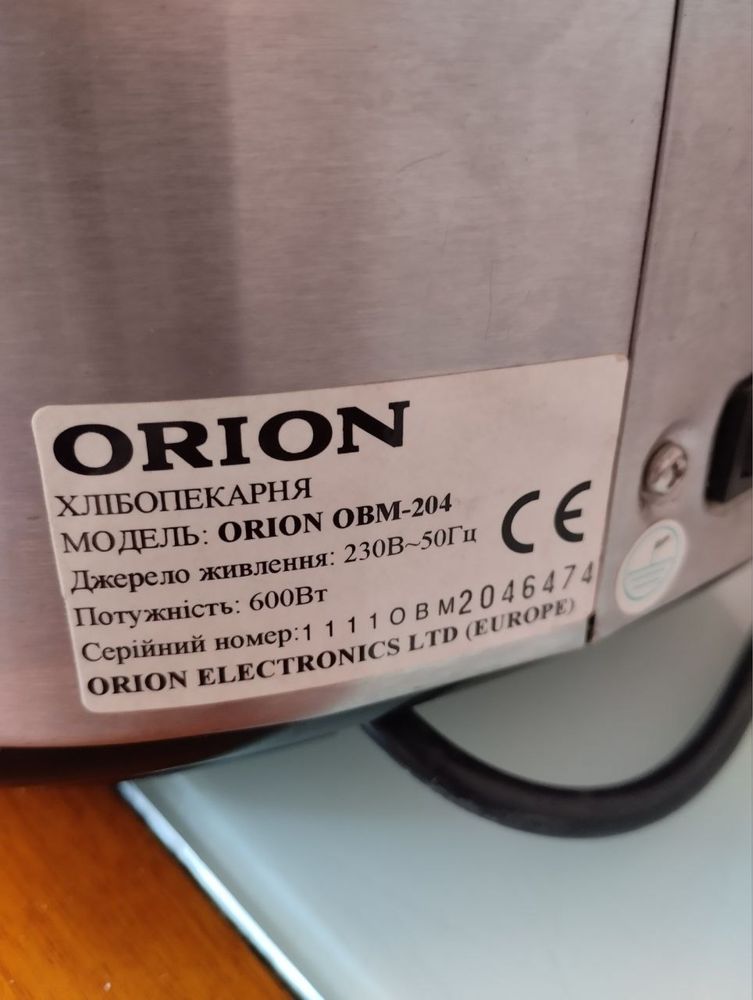 ORION
ХЛІБОПЕКАРНЯ
МОДЕЛЬ: ORION OBM-204
Джерело живлення: 230В~50Гц
Потужність: 600Вт
Серійний номер:1111OBM2046474
ORION ELECTRONICS LTD (EUROPE)
CE